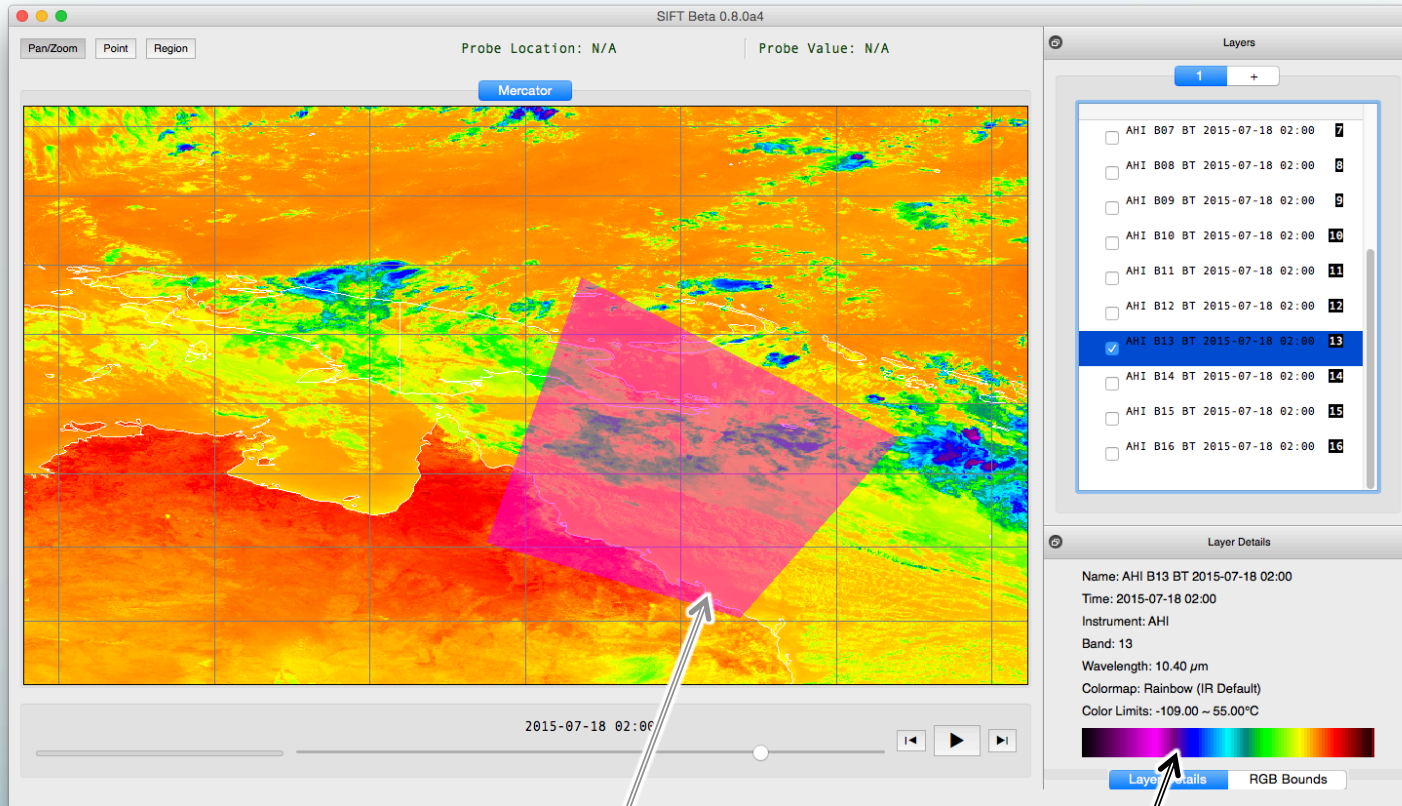 SIFT Beta 0.8.0a4
Pan/Zoom Point Region Probe Location: N/A Probe Value: N/A
Mercator
Layers
1 +
AHI B07 BT 2015-07-18 02:00 7
AHI B08 BT 2015-07-18 02:00 8
AHI B09 BT 2015-07-18 02:00 9
AHI B10 BT 2015-07-18 02:00 10
AHI B11 BT 2015-07-18 02:00 11
AHI B12 BT 2015-07-18 02:00 12
AHI B13 BT 2015-07-18 02:00 13
AHI B14 BT 2015-07-18 02:00 14
AHI B15 BT 2015-07-18 02:00 15
AHI B16 BT 2015-07-18 02:00 16
Layer Details
Name: AHI B13 BT 2015-07-18 02:00
Time: 2015-07-18 02:00
Instrument: AHI
Band: 13
Wavelength: 10.40 µm
Colormap: Rainbow (IR Default)
Color Limits: -109.00 ~ 55.00°C
Layer Details RGB Bounds
2015-07-18 02:00